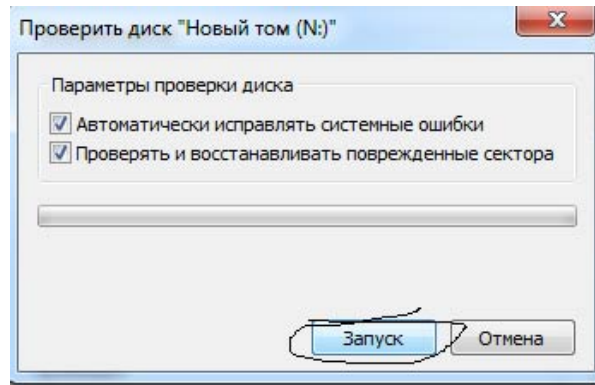 Проверить диск "Новый том (N:)"
Параметры проверки диска
Автоматически исправлять системные ошибки
Проверять и восстанавливать поврежденные сектора
Запуск
Отмена